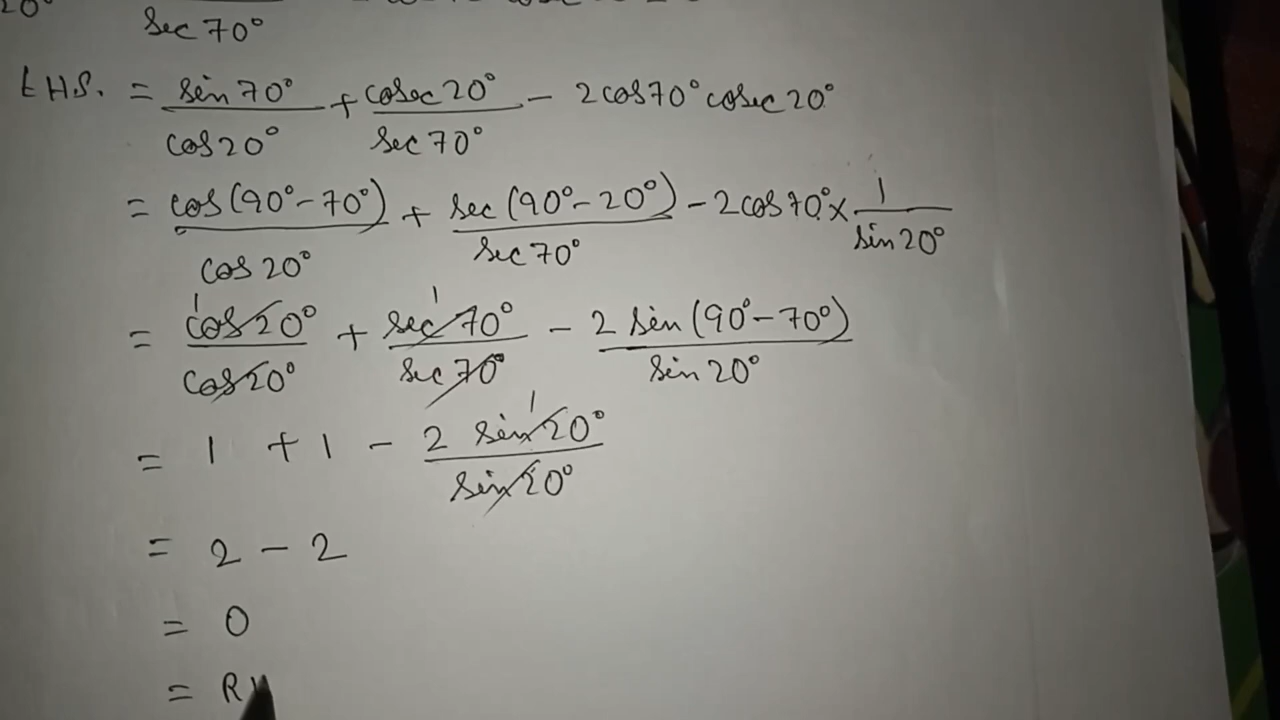 20°
sec 70°
LHS. = sin 70° / cos 20° + cosec 20° / sec 70° - 2 cos 70° cosec 20°
= cos (90° - 70°) / cos 20° + sec (90° - 20°) / sec 70° - 2 cos 70° × 1 / sin 20°
= cos 20° / cos 20° + sec 70° / sec 70° - 2 sin (90° - 70°) / sin 20°
= 1 + 1 - 2 sin 20° / sin 20°
= 2 - 2
= 0
= R